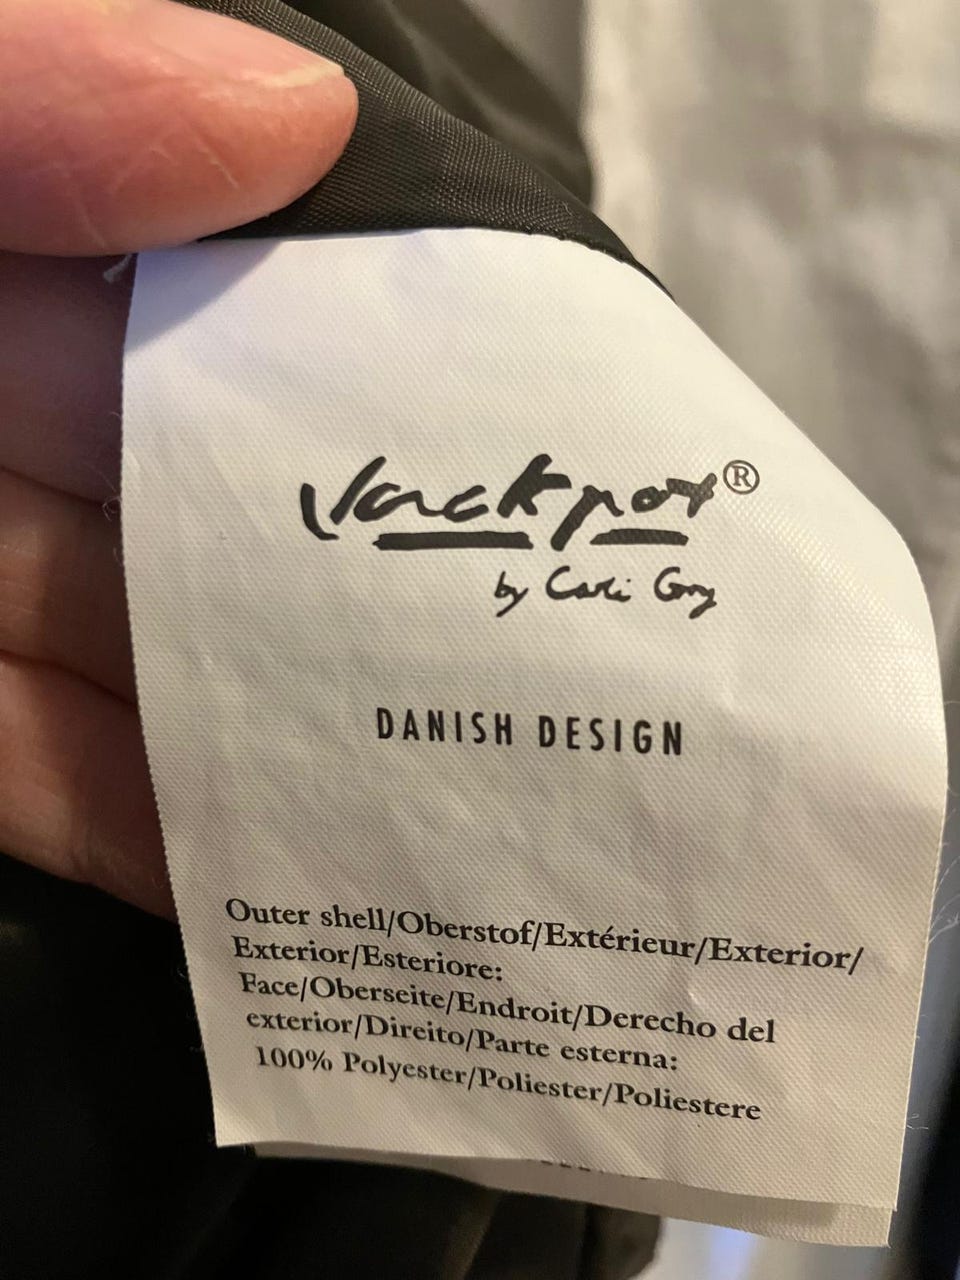 Jackpot®
by Carli Gry
DANISH DESIGN
Outer shell/Oberstof/Extérieur/Exterior/
Exterior/Esteriore:
Face/Oberseite/Endroit/Derecho del
exterior/Direito/Parte esterna:
100% Polyester/Poliester/Poliestere